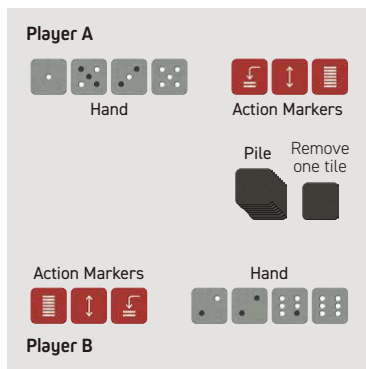 Player A
Hand
Action Markers
Pile
Remove
one tile
Action Markers
Hand
Player B